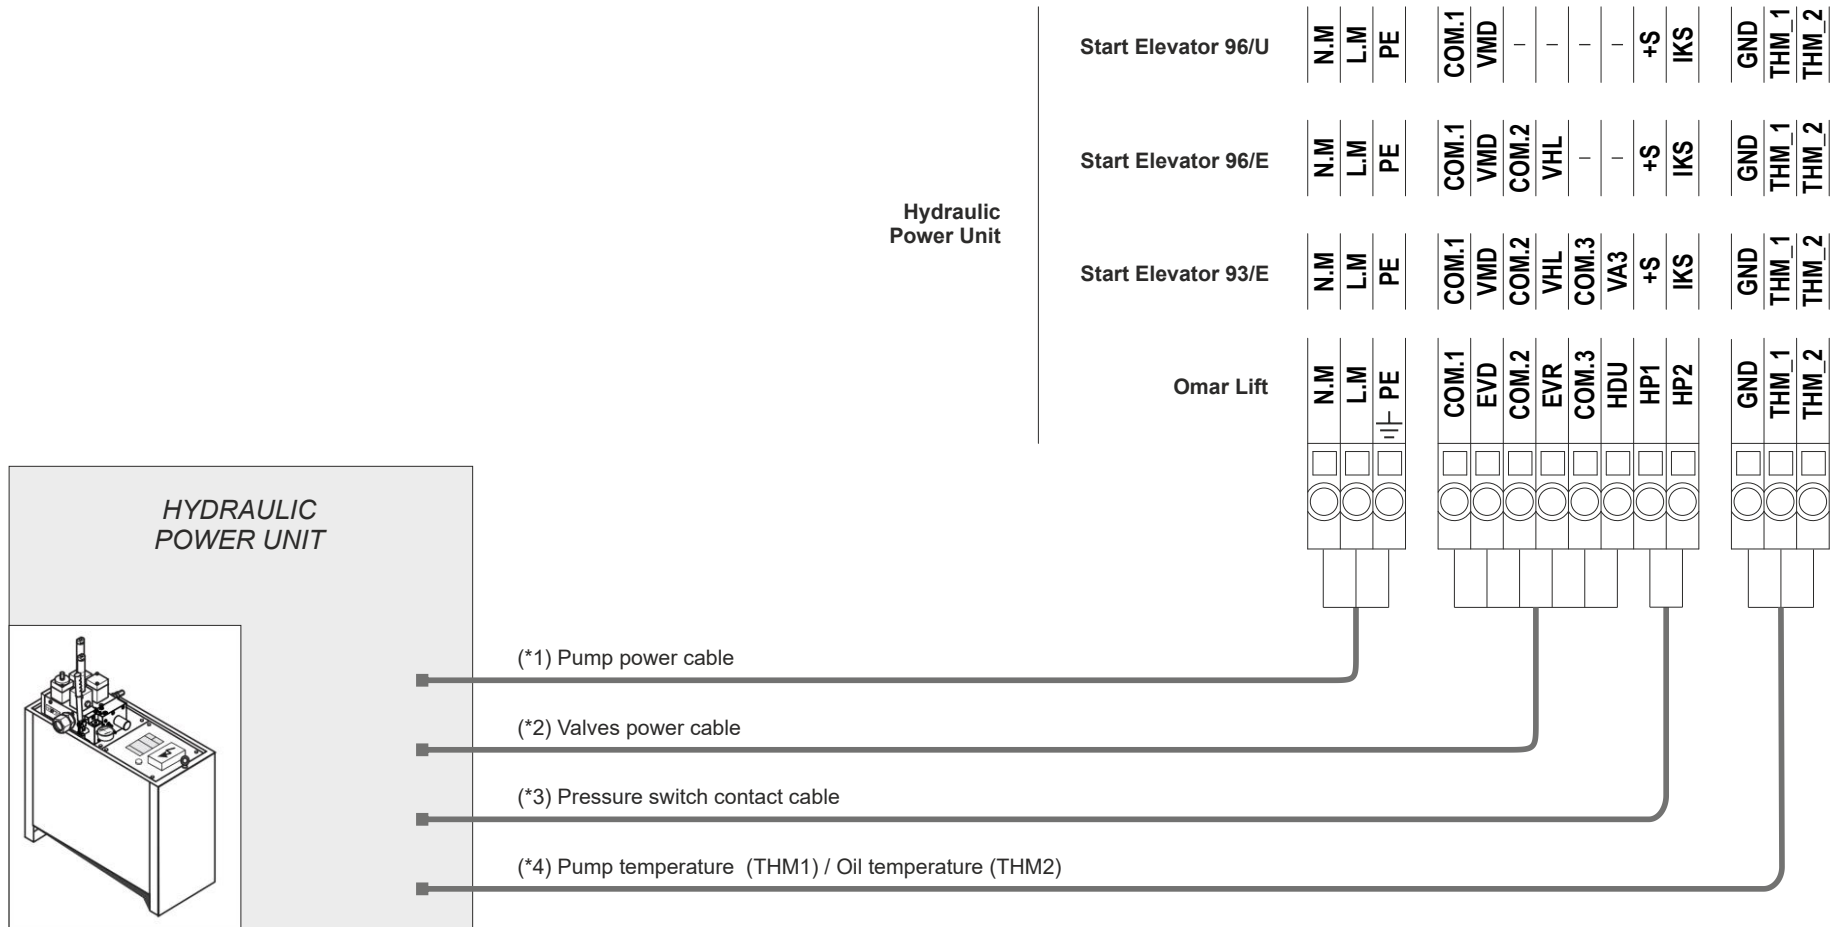 Start Elevator 96/U
N.M L.M PE COM.1 VMD – – – – +S IKS GND THM_1 THM_2
Start Elevator 96/E
N.M L.M PE COM.1 VMD COM.2 VHL – – +S IKS GND THM_1 THM_2
Hydraulic
Power Unit
Start Elevator 93/E
N.M L.M PE COM.1 VMD COM.2 VHL COM.3 VA3 +S IKS GND THM_1 THM_2
Omar Lift
N.M L.M PE COM.1 EVD COM.2 EVR COM.3 HDU HP1 HP2 GND THM_1 THM_2
HYDRAULIC
POWER UNIT
(*1) Pump power cable
(*2) Valves power cable
(*3) Pressure switch contact cable
(*4) Pump temperature (THM1) / Oil temperature (THM2)